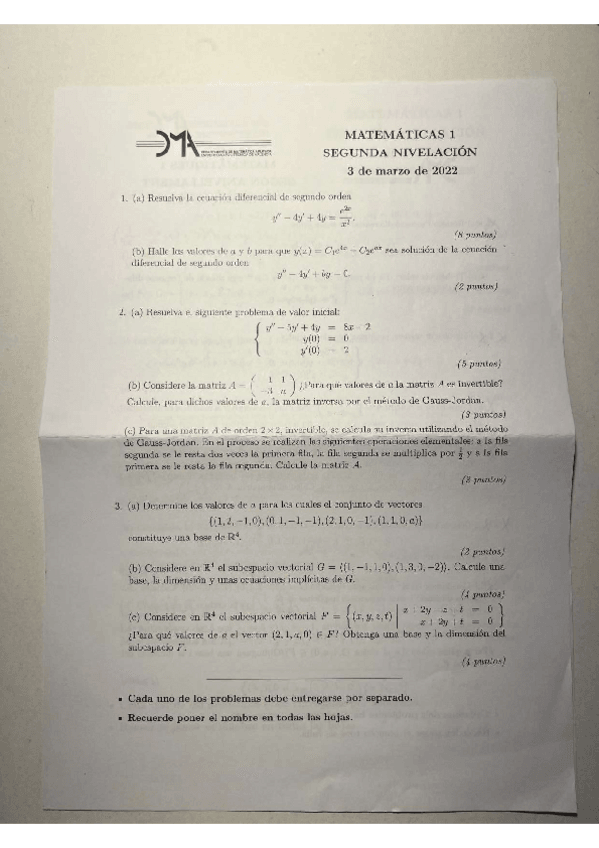 DMA
MATEMÁTICAS 1
SEGUNDA NIVELACIÓN
3 de marzo de 2022
1. (a) Resuelva la ecuación diferencial de segundo orden
y'' − 4y' + 4y =
(8 puntos)
(b) Halle los valores de a y b para que y(x) = sea solución de la ecuación
diferencial de segundo orden
(2 puntos)
2. (a) Resuelva el siguiente problema de valor inicial:
y'' − 5y' + 4y = 8x − 2
y(0) =
y'(0) =
(5 puntos)
(b) Considere la matriz A = ¿Para qué valores de a la matriz A es invertible?
Calcule, para dichos valores de a, la matriz inversa por el método de Gauss-Jordan.
(3 puntos)
(c) Para una matriz A de orden 2 × 2, invertible, se calcula su inversa utilizando el método
de Gauss-Jordan. En el proceso se realizan las siguientes operaciones elementales: a la fila
segunda se le resta dos veces la primera fila, la fila segunda se multiplica por y a la fila
primera se le resta la fila segunda. Calcule la matriz A.
(2 puntos)
3. (a) Determine los valores de a para los cuales el conjunto de vectores
constituye una base de ℝ⁴.
(2 puntos)
(b) Considere en ℝ⁴ el subespacio vectorial G = Calcule una
base, la dimensión y unas ecuaciones implícitas de G.
(4 puntos)
(c) Considere en ℝ⁴ el subespacio vectorial F = { (x, y, z, t) |
¿Para qué valores de a el vector (2, 1, a, 0) ∈ F? Obtenga una base y la dimensión del
subespacio F.
(4 puntos)
▪ Cada uno de los problemas debe entregarse por separado.
▪ Recuerde poner el nombre en todas las hojas.